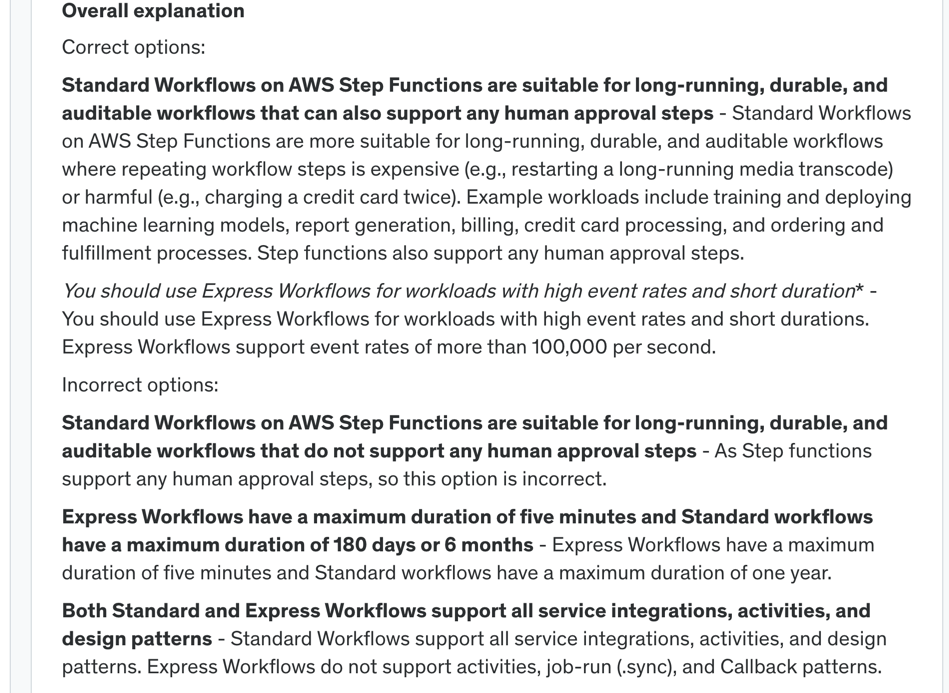 Overall explanation
Correct options:
Standard Workflows on AWS Step Functions are suitable for long-running, durable, and
auditable workflows that can also support any human approval steps - Standard Workflows
on AWS Step Functions are more suitable for long-running, durable, and auditable workflows
where repeating workflow steps is expensive (e.g., restarting a long-running media transcode)
or harmful (e.g., charging a credit card twice). Example workloads include training and deploying
machine learning models, report generation, billing, credit card processing, and ordering and
fulfillment processes. Step functions also support any human approval steps.
You should use Express Workflows for workloads with high event rates and short duration* -
You should use Express Workflows for workloads with high event rates and short durations.
Express Workflows support event rates of more than 100,000 per second.
Incorrect options:
Standard Workflows on AWS Step Functions are suitable for long-running, durable, and
auditable workflows that do not support any human approval steps - As Step functions
support any human approval steps, so this option is incorrect.
Express Workflows have a maximum duration of five minutes and Standard workflows
have a maximum duration of 180 days or 6 months - Express Workflows have a maximum
duration of five minutes and Standard workflows have a maximum duration of one year.
Both Standard and Express Workflows support all service integrations, activities, and
design patterns - Standard Workflows support all service integrations, activities, and design
patterns. Express Workflows do not support activities, job-run (.sync), and Callback patterns.